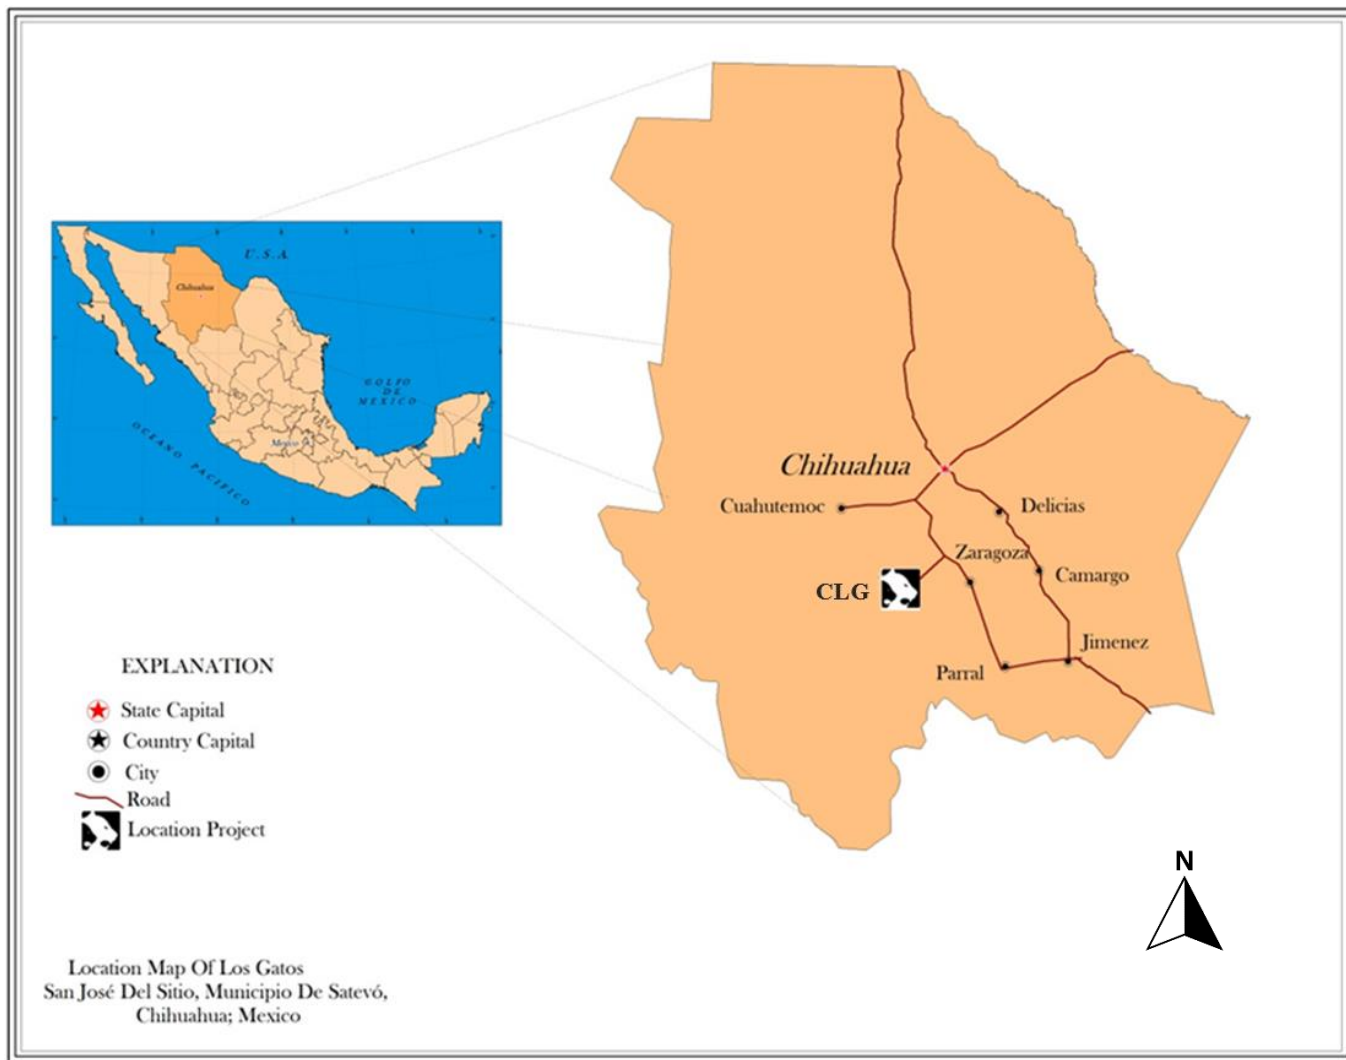 U.S.A.
Chihuahua
GOLFO
DE
MEXICO
Mexico
OCEANO PACIFICO
Chihuahua
Cuahutemoc
Delicias
Zaragoza
Camargo
CLG
Jimenez
Parral
EXPLANATION
State Capital
Country Capital
City
Road
Location Project
N
Location Map Of Los Gatos
San José Del Sitio, Municipio De Satevó,
Chihuahua; Mexico